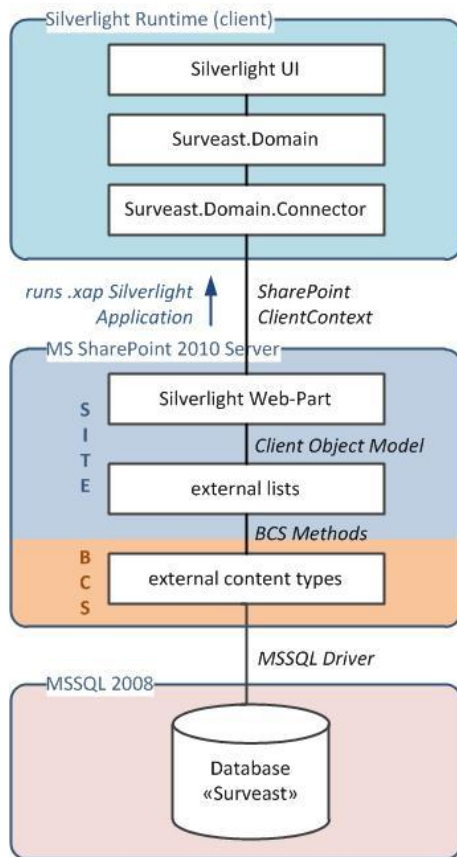 Silverlight Runtime (client)
Silverlight UI
Surveast.Domain
Surveast.Domain.Connector
runs .xap Silverlight
Application
SharePoint
ClientContext
MS SharePoint 2010 Server
Silverlight Web-Part
SITE
Client Object Model
external lists
BCS Methods
BCS
external content types
MSSQL Driver
MSSQL 2008
Database
«Surveast»